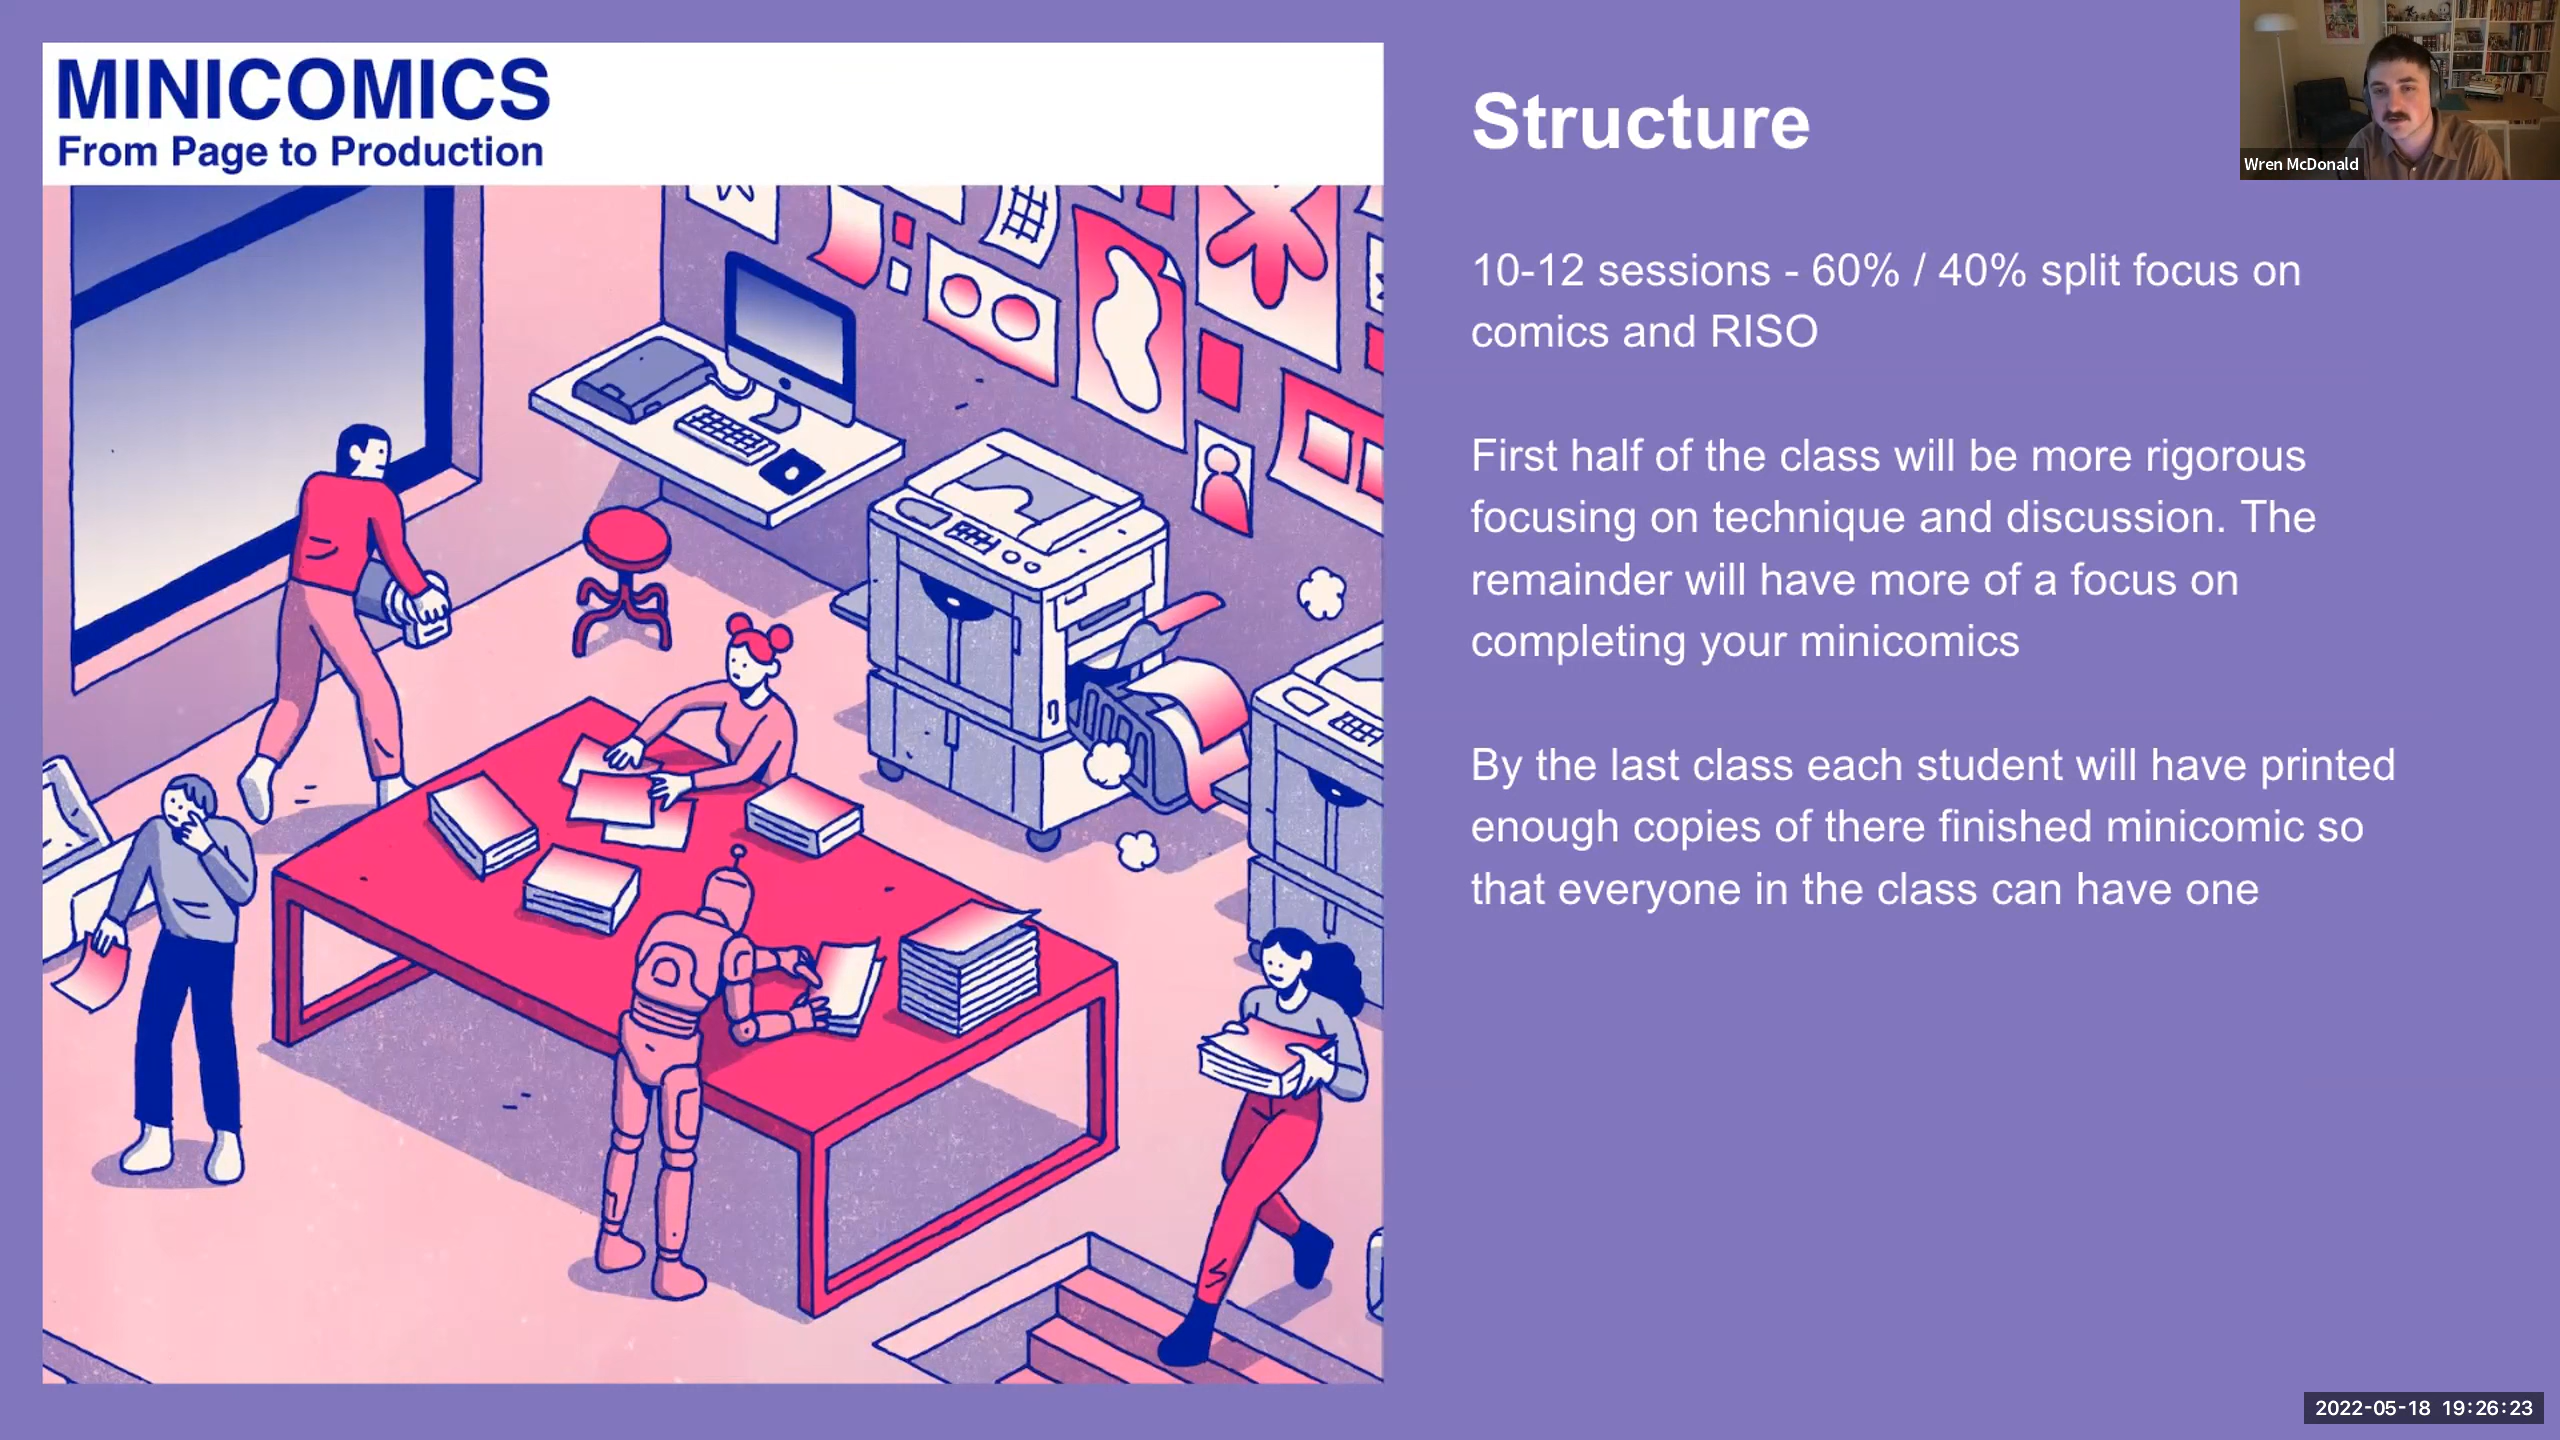 MINICOMICS
From Page to Production
Structure
10-12 sessions - 60% / 40% split focus on
comics and RISO
First half of the class will be more rigorous
focusing on technique and discussion. The
remainder will have more of a focus on
completing your minicomics
By the last class each student will have printed
enough copies of there finished minicomic so
that everyone in the class can have one
Wren McDonald
2022-05-18 19:26:23